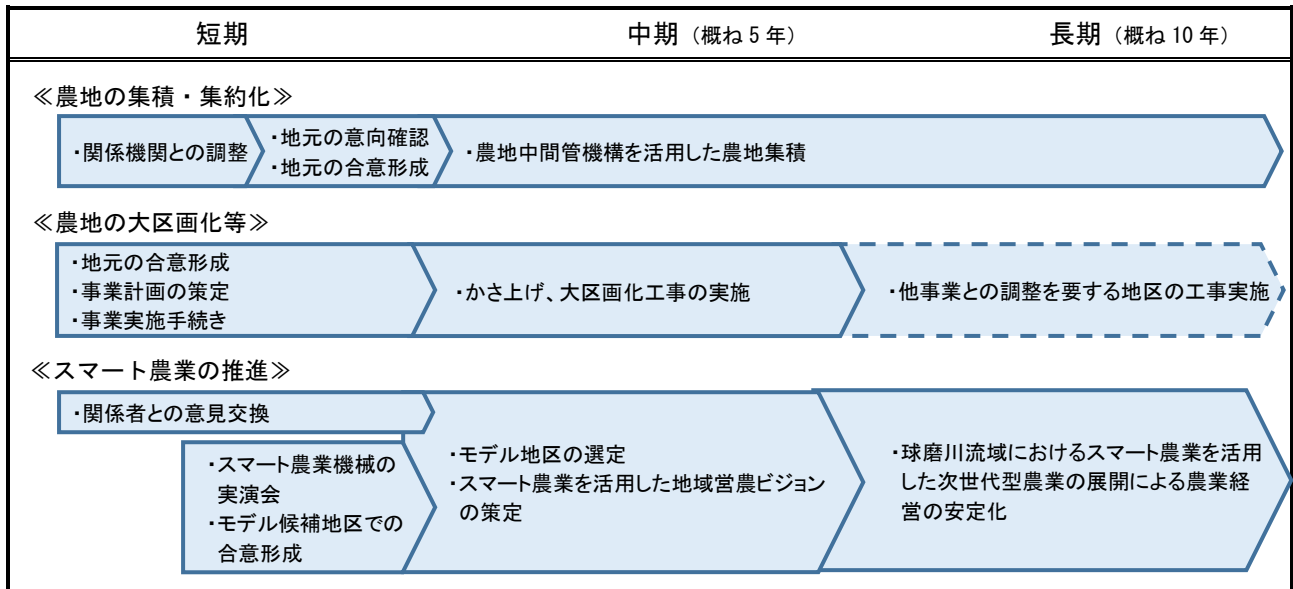 短期 中期（概ね 5 年） 長期（概ね 10 年）
≪農地の集積・集約化≫
・関係機関との調整
・地元の意向確認
・地元の合意形成
・農地中間管機構を活用した農地集積
≪農地の大区画化等≫
・地元の合意形成
・事業計画の策定
・事業実施手続き
・かさ上げ、大区画化工事の実施
・他事業との調整を要する地区の工事実施
≪スマート農業の推進≫
・関係者との意見交換
・スマート農業機械の
実演会
・モデル候補地区での
合意形成
・モデル地区の選定
・スマート農業を活用した地域営農ビジョン
の策定
・球磨川流域におけるスマート農業を活用
した次世代型農業の展開による農業経
営の安定化